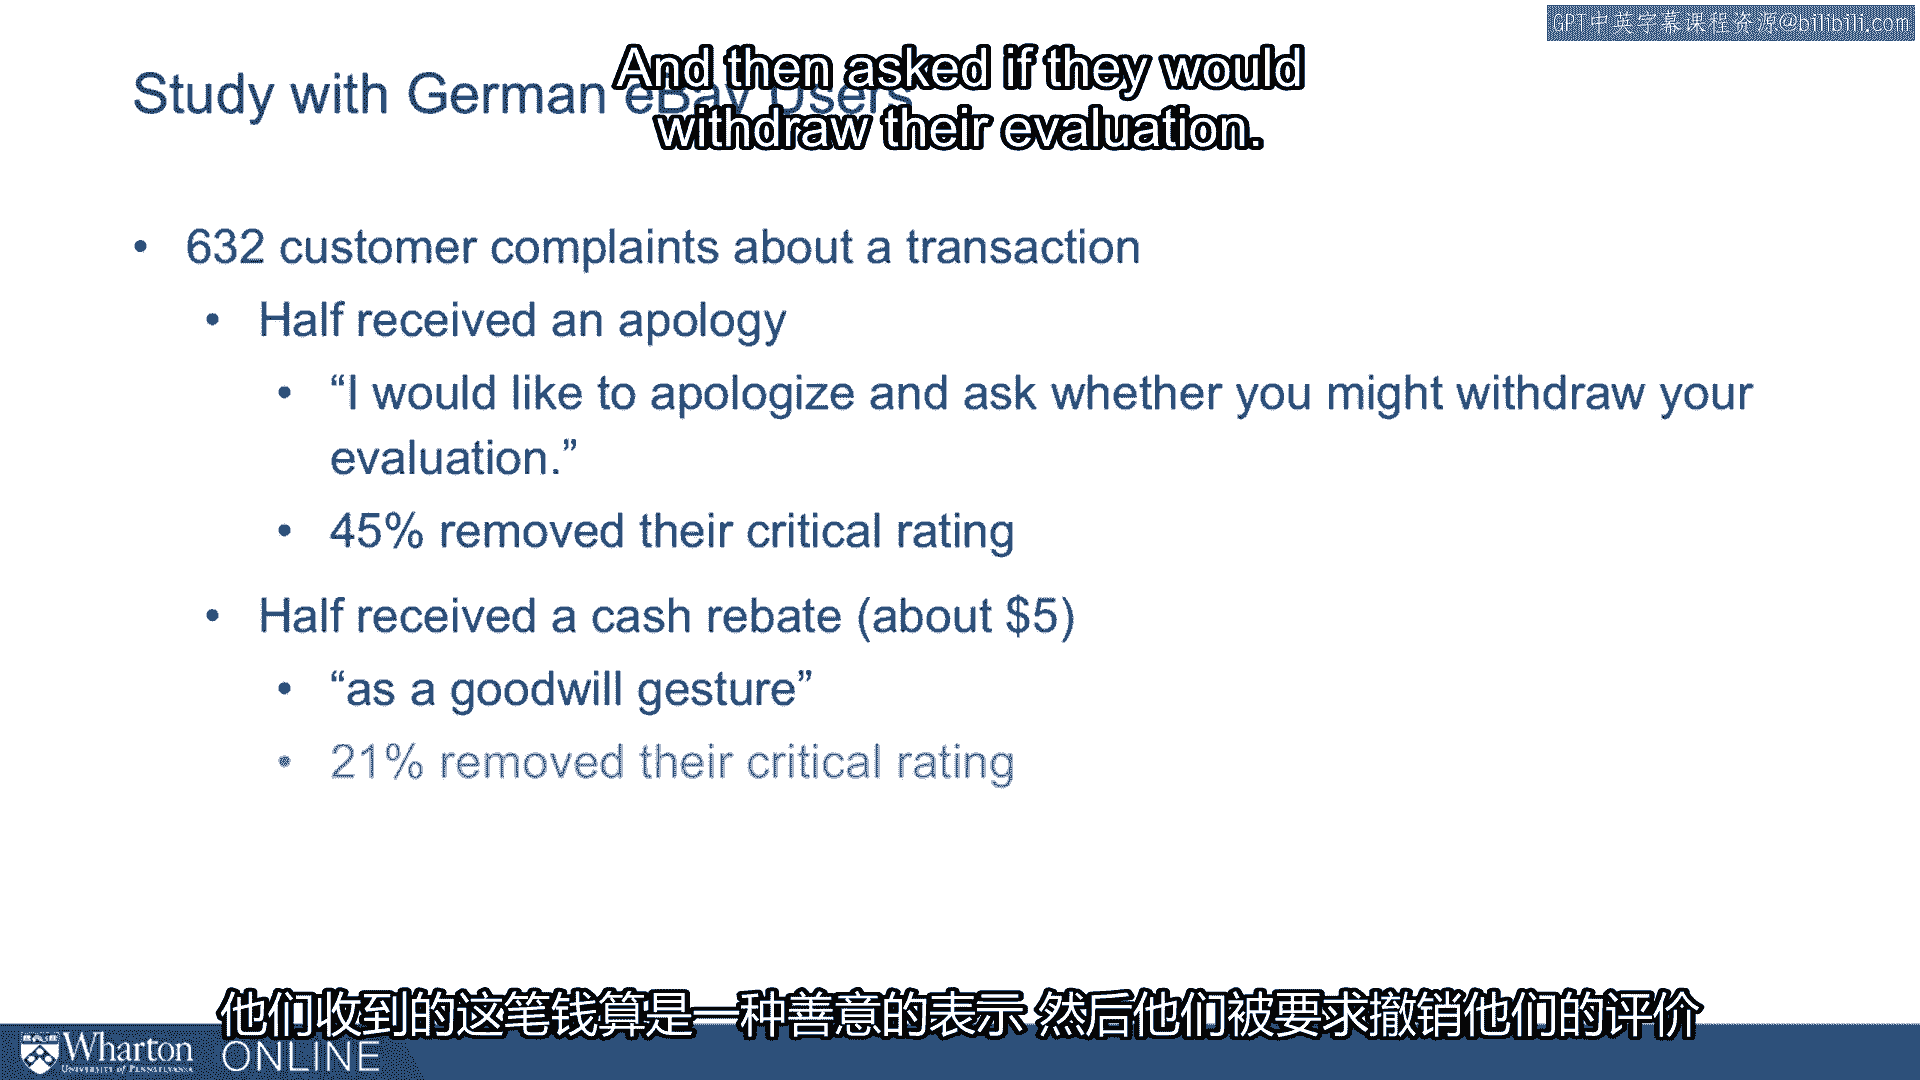 GPT中英字幕课程资源@bilibili.com
Study with German eBay Users
And then asked if they would
withdraw their evaluation.
• 632 customer complaints about a transaction
• Half received an apology
• “I would like to apologize and ask whether you might withdraw your
evaluation.”
• 45% removed their critical rating
• Half received a cash rebate (about $5)
• “as a goodwill gesture”
• 21% removed their critical rating
他们收到的这笔钱算是一种善意的表示 然后他们被要求撤销他们的评价
Wharton
UNIVERSITY of PENNSYLVANIA
ONLINE